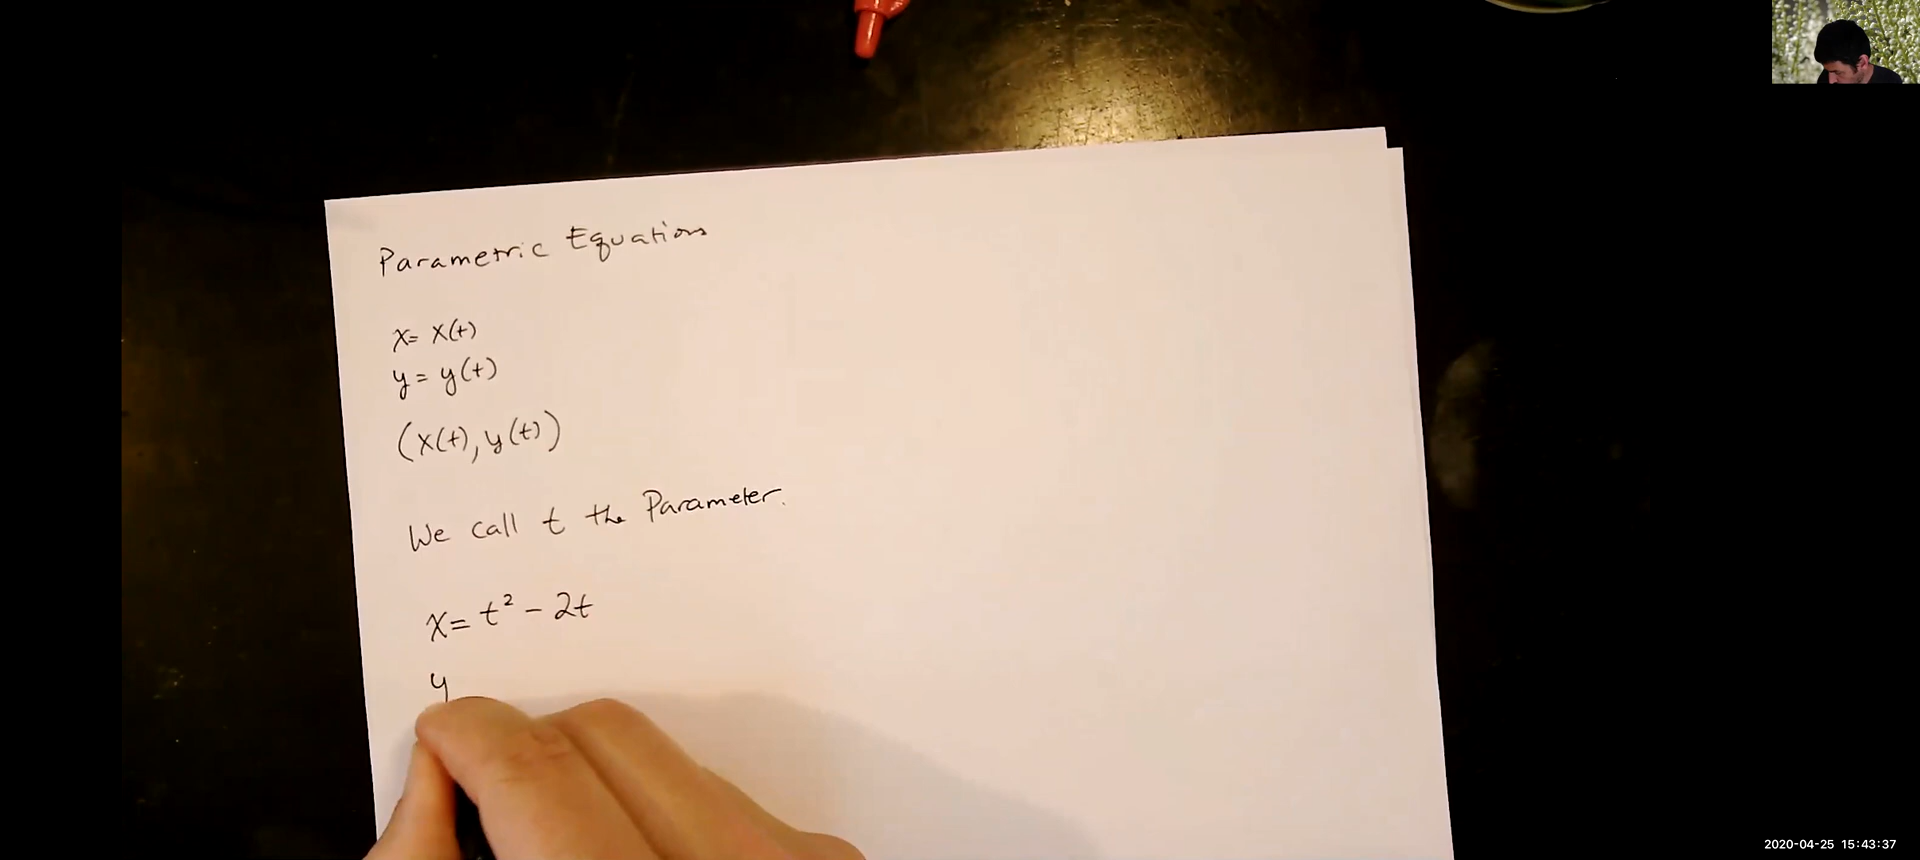 Parametric Equations
x = x(t)
y = y(t)
(x(t), y(t))
We call t the Parameter.
x = t² - 2t
y
2020-04-25 15:43:37